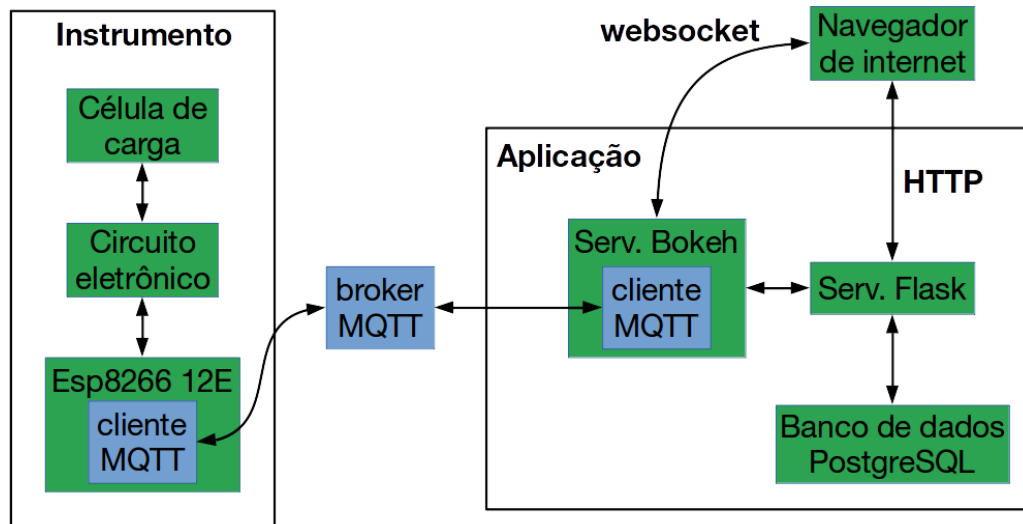 Instrumento
Célula de
carga
Circuito
eletrônico
Esp8266 12E
cliente
MQTT
broker
MQTT
websocket
Navegador
de internet
Aplicação
HTTP
Serv. Bokeh
cliente
MQTT
Serv. Flask
Banco de dados
PostgreSQL